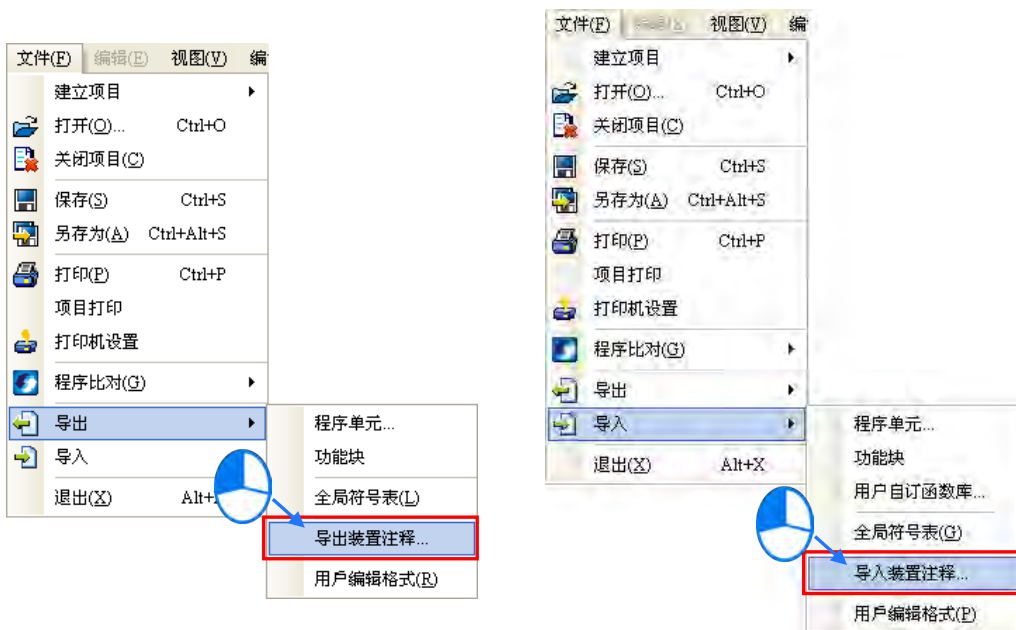 文件(F) 编辑(E) 视图(V) 编
建立项目
打开(O)... Ctrl+O
关闭项目(C)
保存(S) Ctrl+S
另存为(A) Ctrl+Alt+S
打印(P) Ctrl+P
项目打印
打印机设置
程序比对(G)
导出
导入
退出(X) Alt+
程序单元...
功能块
全局符号表(L)
导出装置注释...
用户编辑格式(R)
文件(F) 视图(V) 编
建立项目
打开(O)... Ctrl+O
关闭项目(C)
保存(S) Ctrl+S
另存为(A) Ctrl+Alt+S
打印(P) Ctrl+P
项目打印
打印机设置
程序比对(G)
导出
导入
退出(X) Alt+X
程序单元...
功能块
用户自订函数库...
全局符号表(G)
导入装置注释...
用户编辑格式(P)